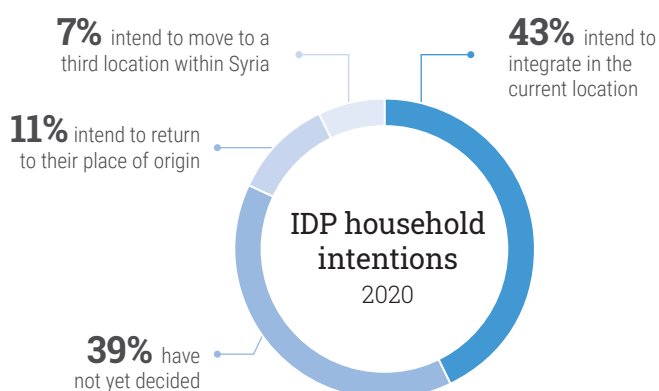 7% intend to move to a
third location within Syria
43% intend to
integrate in the
current location
11% intend to return
to their place of origin
IDP household
intentions
2020
39% have
not yet decided